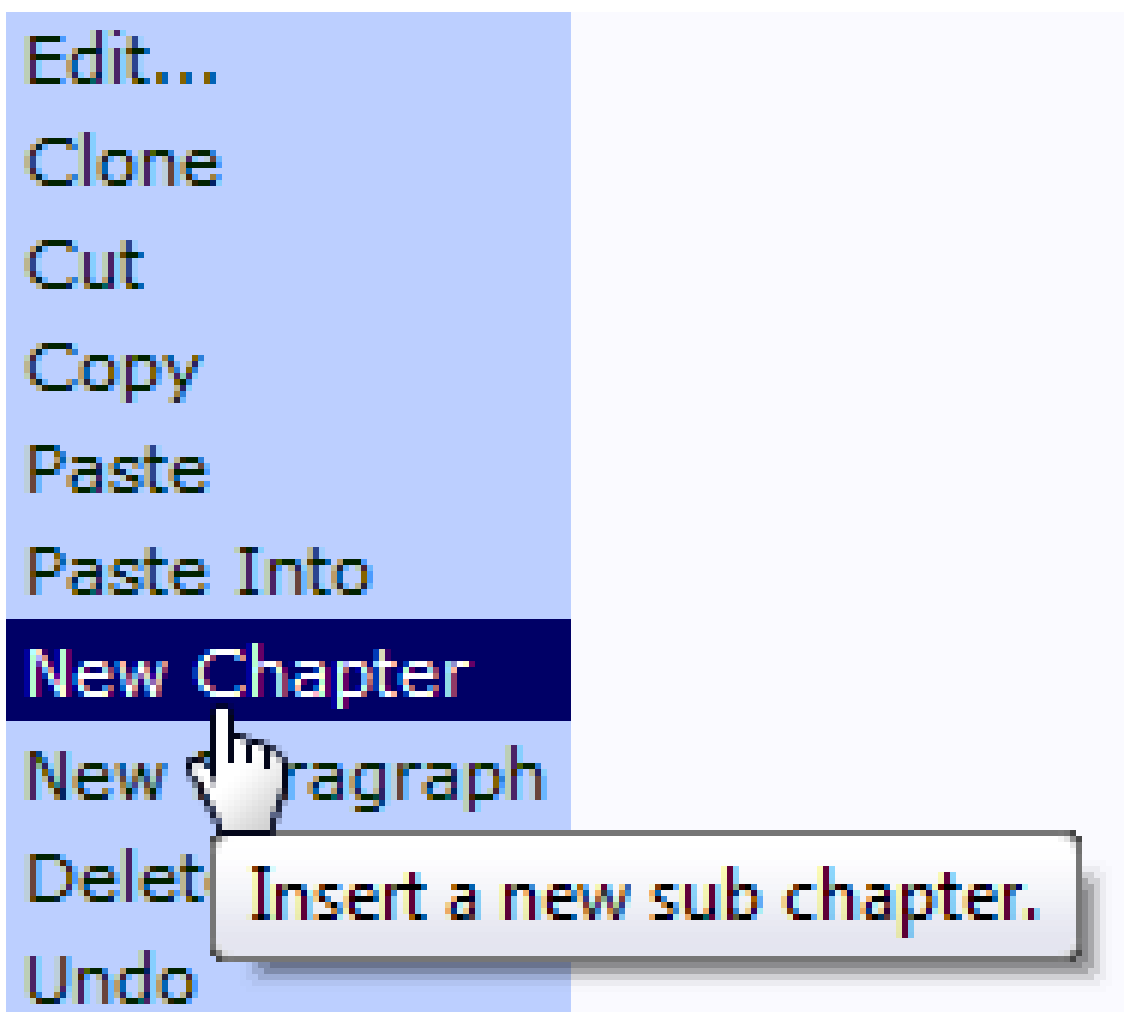 Edit...
Clone
Cut
Copy
Paste
Paste Into
New Chapter
New
Undo
Insert a new sub chapter.